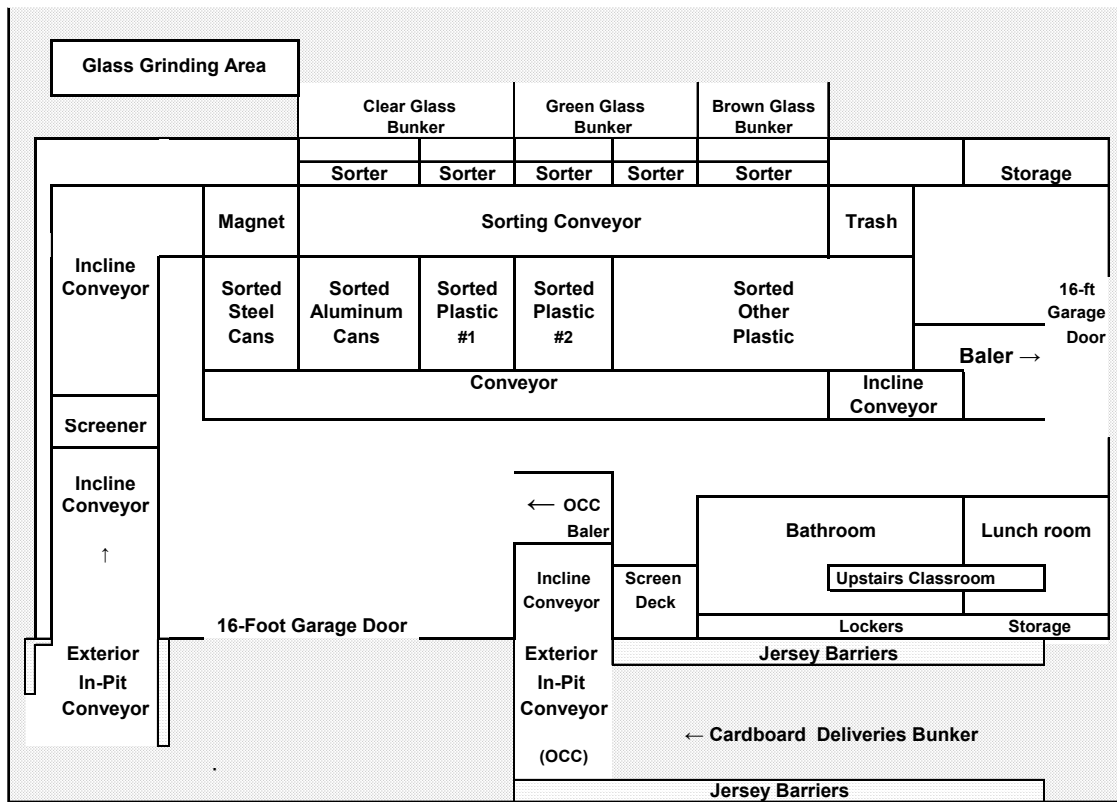 Glass Grinding Area
Clear Glass
Bunker
Green Glass
Bunker
Brown Glass
Bunker
Sorter
Sorter
Sorter
Sorter
Sorter
Storage
Magnet
Sorting Conveyor
Trash
Incline
Conveyor
Sorted
Steel
Cans
Sorted
Aluminum
Cans
Sorted
Plastic
#1
Sorted
Plastic
#2
Sorted
Other
Plastic
16-ft
Garage
Door
Baler →
Conveyor
Incline
Conveyor
Screener
Incline
Conveyor
↑
← OCC
Baler
Bathroom
Lunch room
Incline
Conveyor
Screen
Deck
Upstairs Classroom
16-Foot Garage Door
Lockers
Storage
Exterior
In-Pit
Conveyor
Exterior
In-Pit
Conveyor
(OCC)
Jersey Barriers
← Cardboard Deliveries Bunker
Jersey Barriers